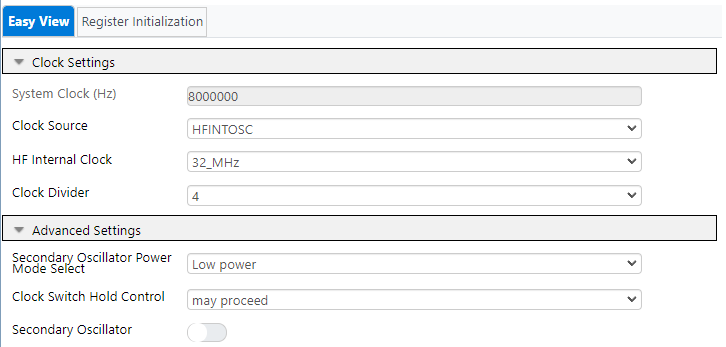 Easy View Register Initialization
Clock Settings
System Clock (Hz) 8000000
Clock Source HFINTOSC
HF Internal Clock 32_MHz
Clock Divider 4
Advanced Settings
Secondary Oscillator Power
Mode Select Low power
Clock Switch Hold Control may proceed
Secondary Oscillator